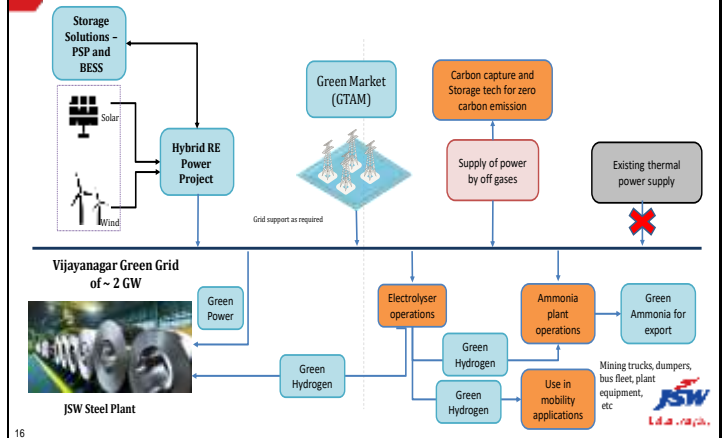 Storage
Solutions –
PSP and
BESS
Solar
Wind
Hybrid RE
Power
Project
Green Market
(GTAM)
Grid support as required
Carbon capture and
Storage tech for zero
carbon emission
Supply of power
by off gases
Existing thermal
power supply
Vijayanagar Green Grid
of ~ 2 GW
Green
Power
Electrolyser
operations
Ammonia
plant
operations
Green
Ammonia for
export
Green
Hydrogen
Green
Hydrogen
Green
Hydrogen
Use in
mobility
applications
Mining trucks, dumpers,
bus fleet, plant
equipment,
etc
JSW Steel Plant
JSW
16